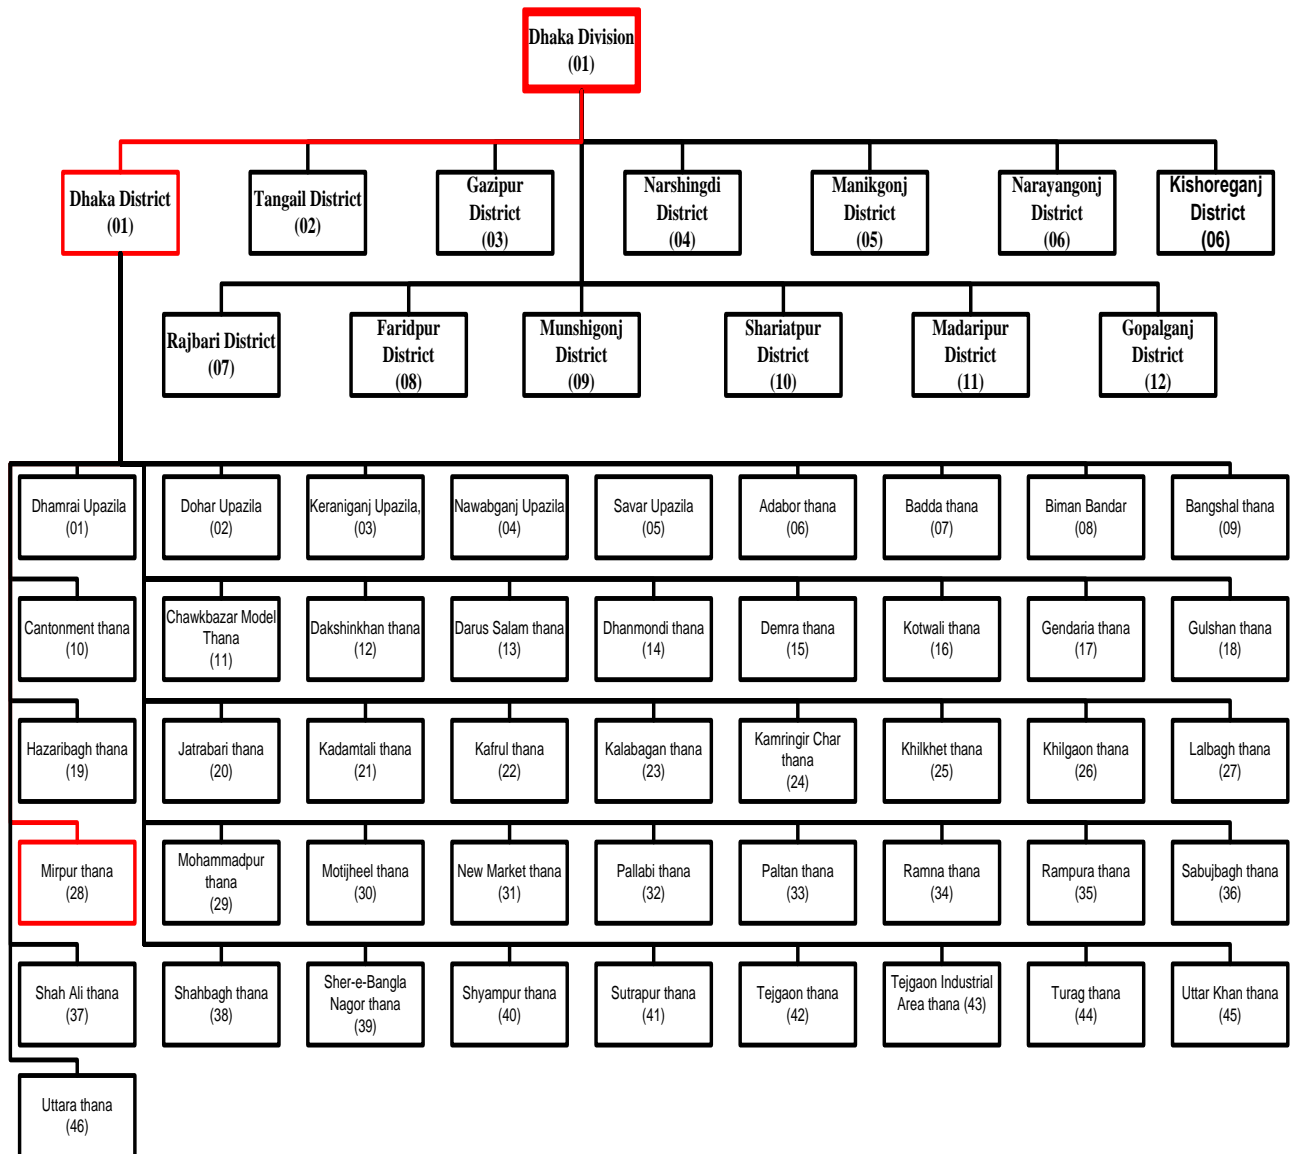 Dhaka Division
(01)
Dhaka District
(01)
Tangail District
(02)
Gazipur
District
(03)
Narshingdi
District
(04)
Manikgonj
District
(05)
Narayangonj
District
(06)
Kishoreganj
District
(06)
Rajbari District
(07)
Faridpur
District
(08)
Munshigonj
District
(09)
Shariatpur
District
(10)
Madaripur
District
(11)
Gopalganj
District
(12)
Dhamrai Upazila
(01)
Dohar Upazila
(02)
Keraniganj Upazila,
(03)
Nawabganj Upazila
(04)
Savar Upazila
(05)
Adabor thana
(06)
Badda thana
(07)
Biman Bandar
(08)
Bangshal thana
(09)
Cantonment thana
(10)
Chawkbazar Model
Thana
(11)
Dakshinkhan thana
(12)
Darus Salam thana
(13)
Dhanmondi thana
(14)
Demra thana
(15)
Kotwali thana
(16)
Gendaria thana
(17)
Gulshan thana
(18)
Hazaribagh thana
(19)
Jatrabari thana
(20)
Kadamtali thana
(21)
Kafrul thana
(22)
Kalabagan thana
(23)
Kamringir Char
thana
(24)
Khilkhet thana
(25)
Khilgaon thana
(26)
Lalbagh thana
(27)
Mirpur thana
(28)
Mohammadpur
thana
(29)
Motijheel thana
(30)
New Market thana
(31)
Pallabi thana
(32)
Paltan thana
(33)
Ramna thana
(34)
Rampura thana
(35)
Sabujbagh thana
(36)
Shah Ali thana
(37)
Shahbagh thana
(38)
Sher-e-Bangla
Nagor thana
(39)
Shyampur thana
(40)
Sutrapur thana
(41)
Tejgaon thana
(42)
Tejgaon Industrial
Area thana (43)
Turag thana
(44)
Uttar Khan thana
(45)
Uttara thana
(46)